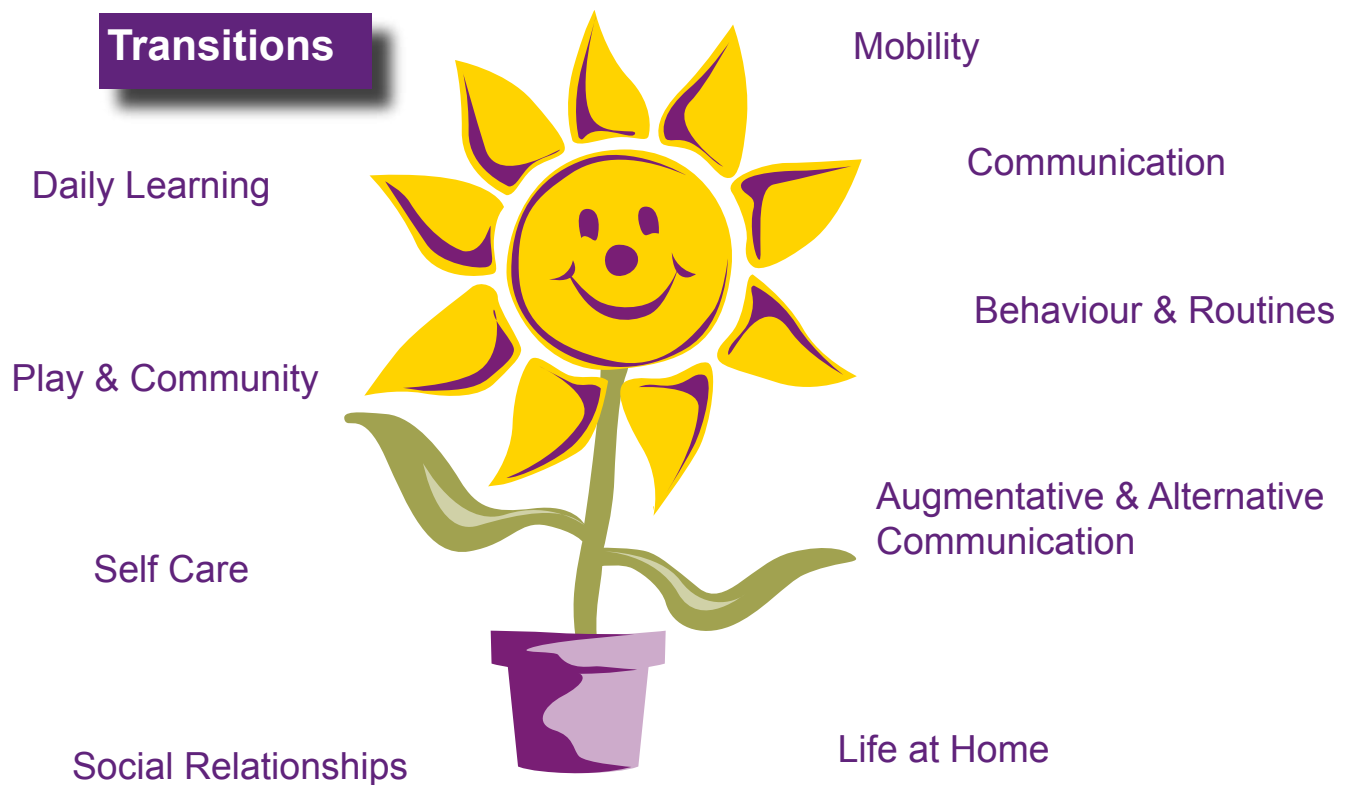 Transitions
Mobility
Communication
Daily Learning
Behaviour & Routines
Play & Community
Augmentative & Alternative
Communication
Self Care
Life at Home
Social Relationships